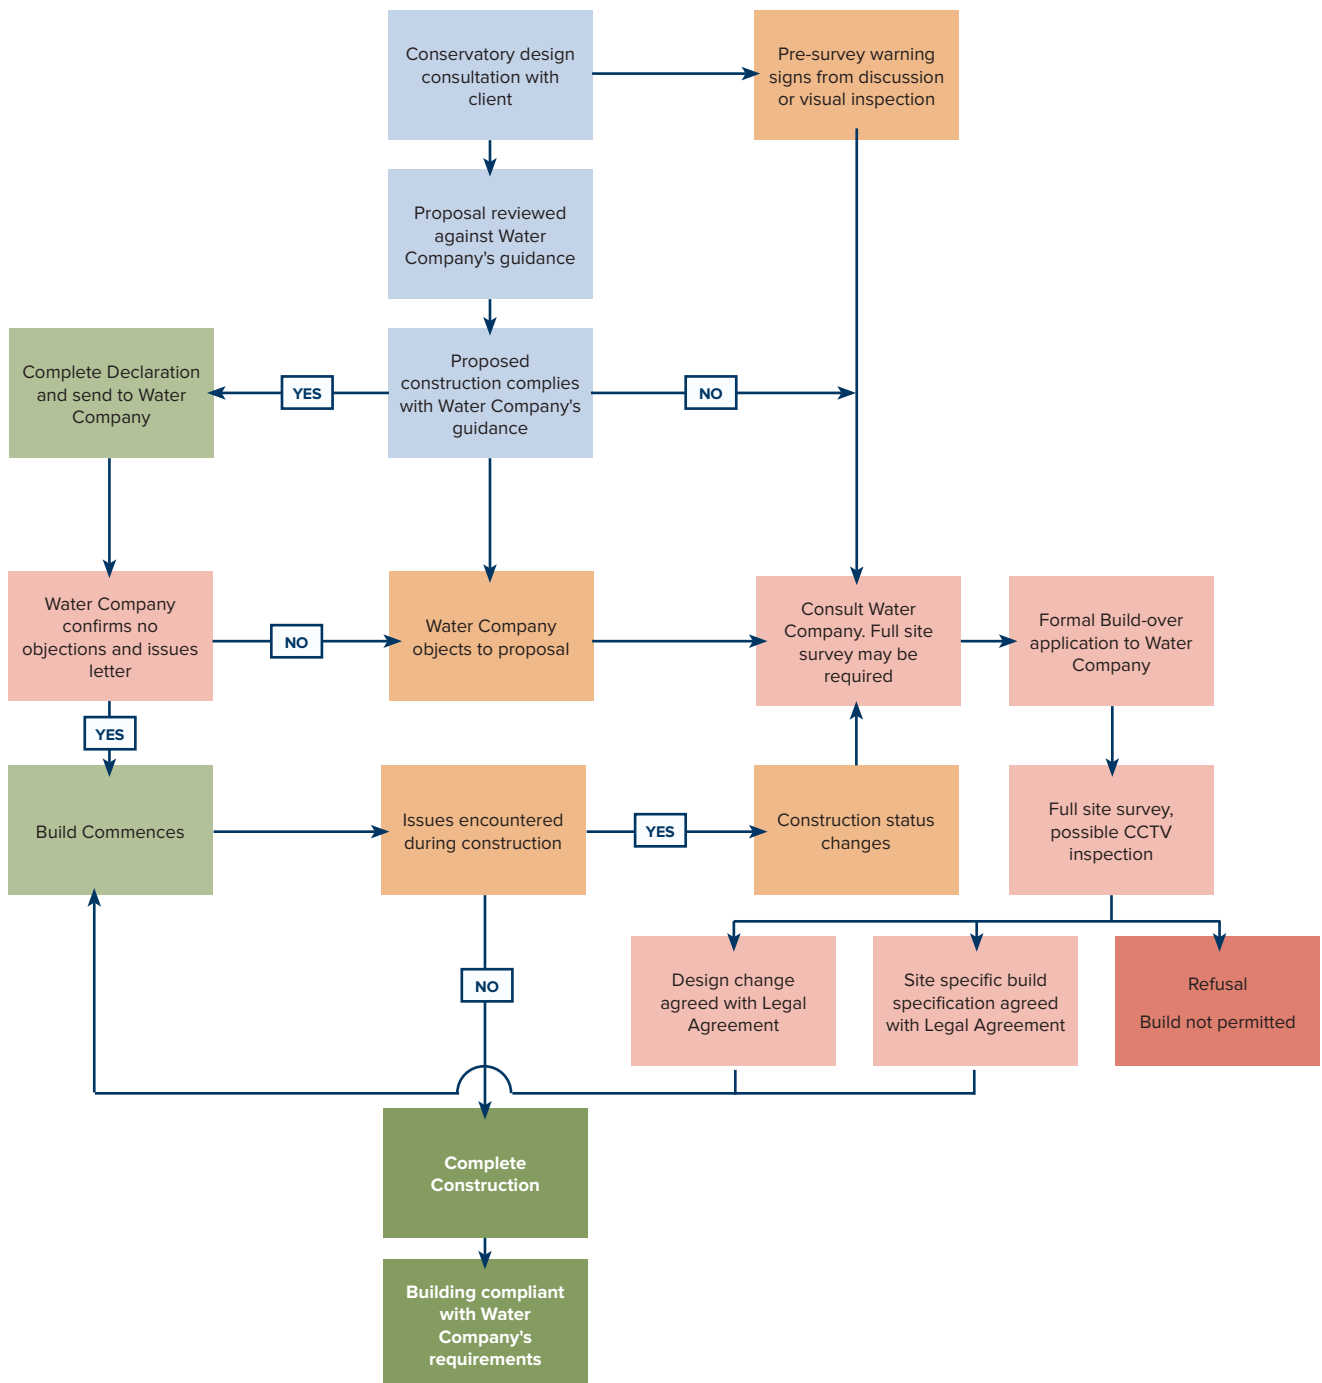 Conservatory design
consultation with
client
Pre-survey warning
signs from discussion
or visual inspection
Proposal reviewed
against Water
Company's guidance
Complete Declaration
and send to Water
Company
YES
Proposed
construction complies
with Water Company's
guidance
NO
Water Company
confirms no
objections and issues
letter
NO
Water Company
objects to proposal
Consult Water
Company. Full site
survey may be
required
Formal Build-over
application to Water
Company
YES
Build Commences
Issues encountered
during construction
YES
Construction status
changes
Full site survey,
possible CCTV
inspection
NO
Design change
agreed with Legal
Agreement
Site specific build
specification agreed
with Legal Agreement
Refusal
Build not permitted
Complete
Construction
Building compliant
with Water
Company's
requirements